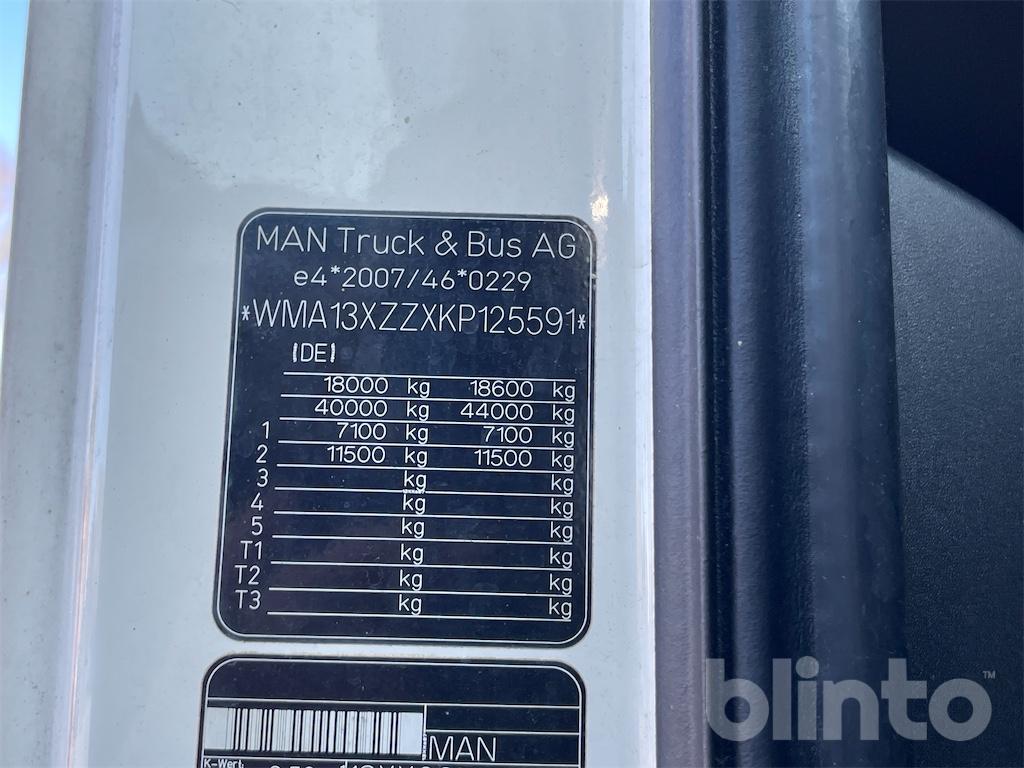 MAN Truck & Bus AG
e4*2007/46*0229
*WMA13XZZXKP125591*
|DE|
18000 kg 18600 kg
40000 kg 44000 kg
1 7100 kg 7100 kg
2 11500 kg 11500 kg
3 kg kg
4 kg kg
5 kg kg
T1 kg kg
T2 kg kg
T3 kg kg
MAN
K-Wert:
blinto™